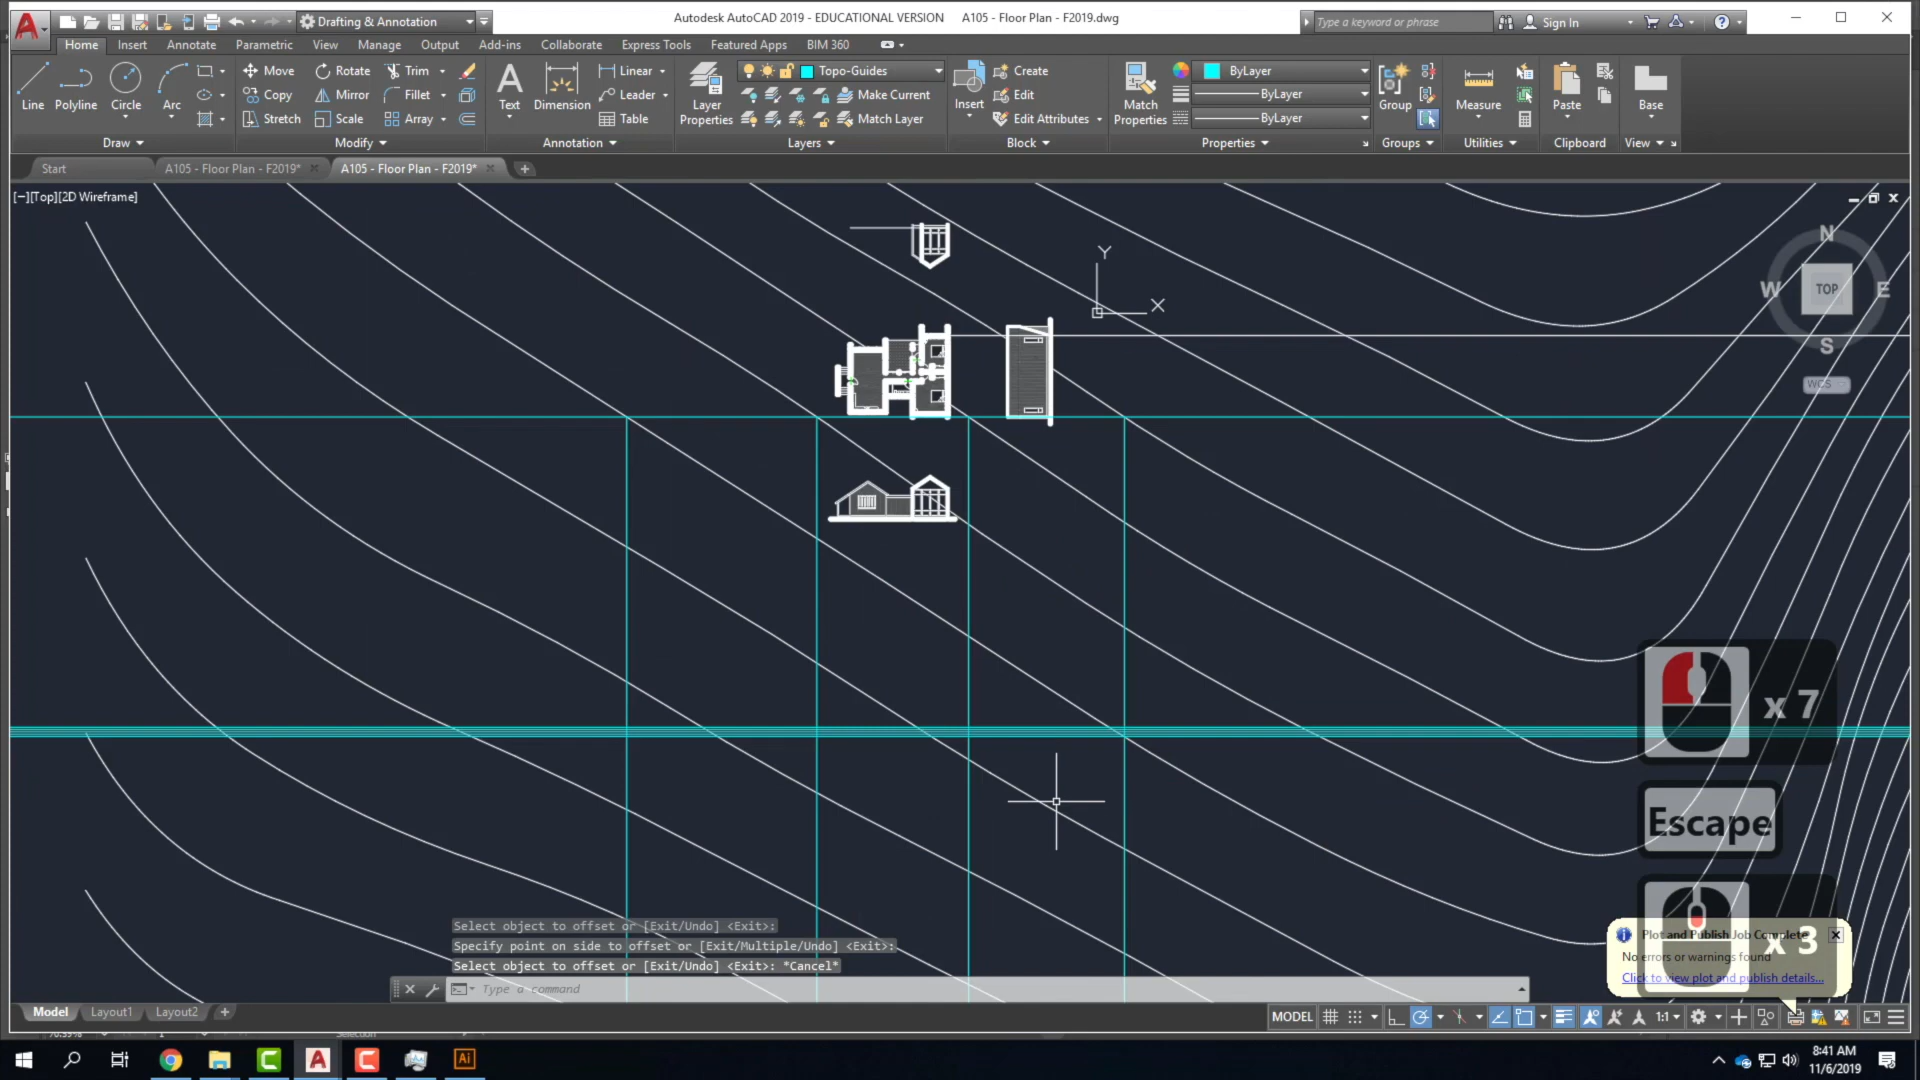 Drafting & Annotation
Autodesk AutoCAD 2019 - EDUCATIONAL VERSION A105 - Floor Plan - F2019.dwg
Type a keyword or phrase
Sign In
Home Insert Annotate Parametric View Manage Output Add-ins Collaborate Express Tools Featured Apps BIM 360
Line Polyline Circle Arc
Move Rotate Trim
Copy Mirror Fillet
Stretch Scale Array
Text Dimension
Linear
Leader
Table
Layer Properties
Topo-Guides
Make Current
Match Layer
Insert
Create
Edit
Edit Attributes
Match Properties
ByLayer
ByLayer
ByLayer
Group Measure Paste Base
Draw Modify Annotation Layers Block Properties Groups Utilities Clipboard View
Start A105 - Floor Plan - F2019* A105 - Floor Plan - F2019*
[−][Top][2D Wireframe]
N
W TOP E
S
WCS
Y
X
x 7
Escape
x 3
Plot and Publish Job Complete
No errors or warnings found
Click to view plot and publish details...
Select object to offset or [Exit/Undo] <Exit>:
Specify point on side to offset or [Exit/Multiple/Undo] <Exit>:
Select object to offset or [Exit/Undo] <Exit>: *Cancel*
Type a command
Model Layout1 Layout2
MODEL
1:1
8:41 AM
11/6/2019